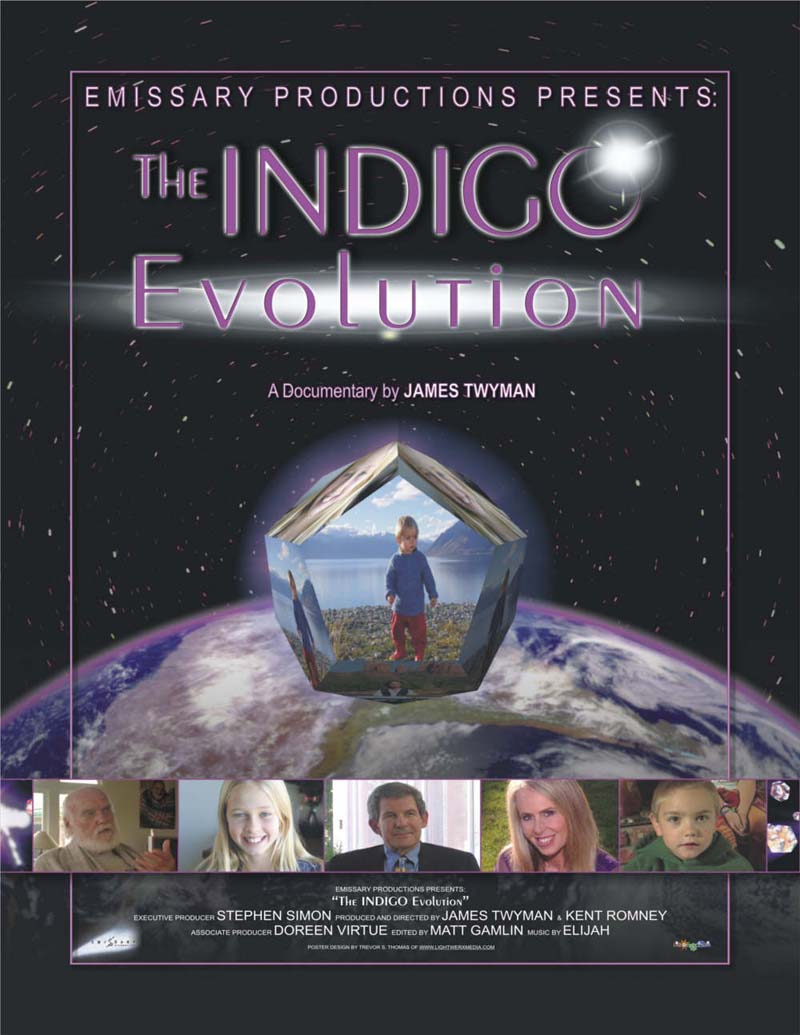 EMISSARY PRODUCTIONS PRESENTS:
THE INDIGO
EVOLUTION
A Documentary by JAMES TWYMAN
EMISSARY PRODUCTIONS PRESENTS:
"The INDIGO Evolution"
EXECUTIVE PRODUCER STEPHEN SIMON PRODUCED AND DIRECTED BY JAMES TWYMAN & KENT ROMNEY
ASSOCIATE PRODUCER DOREEN VIRTUE EDITED BY MATT GAMLIN MUSIC BY ELIJAH
POSTER DESIGN BY TREVOR S. THOMAS OF WWW.LIGHTWERXMEDIA.COM
EMISSARY